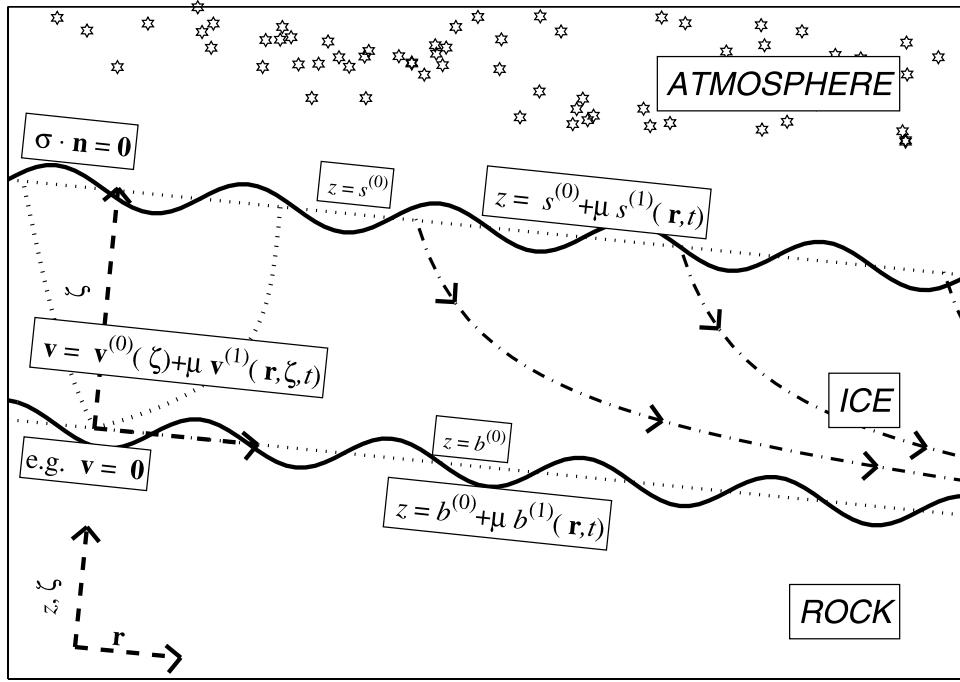 ATMOSPHERE
σ · n = 0
z = s^(0)
z = s^(0)+μ s^(1)( r,t)
ζ
v = v^(0)( ζ)+μ v^(1)( r,ζ,t)
ICE
e.g. v = 0
z = b^(0)
z = b^(0)+μ b^(1)( r,t)
z, ζ
r
ROCK